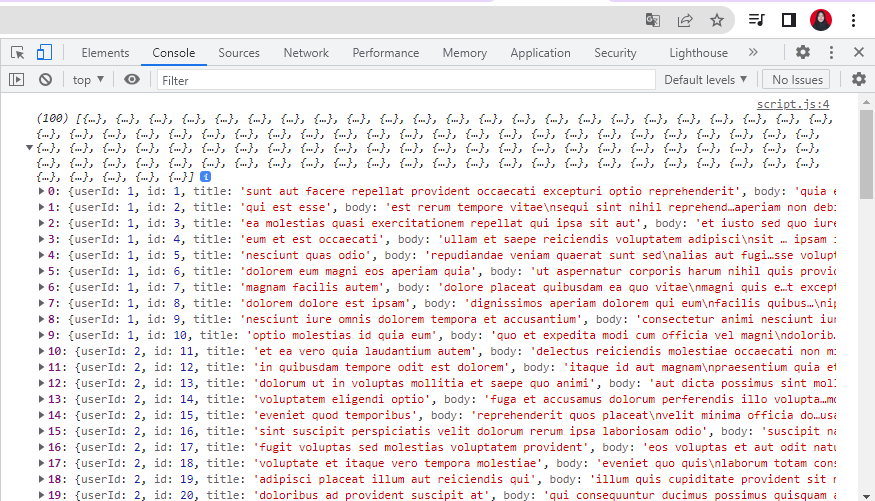 Elements Console Sources Network Performance Memory Application Security Lighthouse »
top ▼ Filter Default levels ▼ No Issues
script.js:4
(100) [{…}, {…}, {…}, {…}, {…}, {…}, {…}, {…}, {…}, {…}, {…}, {…}, {…}, {…}, {…}, {…}, {…}, {…}, {…}, {…}, {…}, {…}, {…},
{…}, {…}, {…}, {…}, {…}, {…}, {…}, {…}, {…}, {…}, {…}, {…}, {…}, {…}, {…}, {…}, {…}, {…}, {…}, {…}, {…}, {…}, {…}, {…},
{…}, {…}, {…}, {…}, {…}, {…}, {…}, {…}, {…}, {…}, {…}, {…}, {…}, {…}, {…}, {…}, {…}, {…}, {…}, {…}, {…}, {…}, {…}, {…},
{…}, {…}, {…}, {…}, {…}, {…}, {…}, {…}, {…}, {…}, {…}, {…}, {…}, {…}, {…}, {…}, {…}, {…}, {…}, {…}, {…}, {…}, {…}, {…},
{…}, {…}, {…}, {…}, {…}] i
0: {userId: 1, id: 1, title: 'sunt aut facere repellat provident occaecati excepturi optio reprehenderit', body: 'quia e
1: {userId: 1, id: 2, title: 'qui est esse', body: 'est rerum tempore vitae\nsequi sint nihil reprehend…aperiam non debi
2: {userId: 1, id: 3, title: 'ea molestias quasi exercitationem repellat qui ipsa sit aut', body: 'et iusto sed quo iure
3: {userId: 1, id: 4, title: 'eum et est occaecati', body: 'ullam et saepe reiciendis voluptatem adipisci\nsit … ipsam i
4: {userId: 1, id: 5, title: 'nesciunt quas odio', body: 'repudiandae veniam quaerat sunt sed\nalias aut fugi…sse volupt
5: {userId: 1, id: 6, title: 'dolorem eum magni eos aperiam quia', body: 'ut aspernatur corporis harum nihil quis provid
6: {userId: 1, id: 7, title: 'magnam facilis autem', body: 'dolore placeat quibusdam ea quo vitae\nmagni quis e…t except
7: {userId: 1, id: 8, title: 'dolorem dolore est ipsam', body: 'dignissimos aperiam dolorem qui eum\nfacilis quibus…\nip
8: {userId: 1, id: 9, title: 'nesciunt iure omnis dolorem tempora et accusantium', body: 'consectetur animi nesciunt iur
9: {userId: 1, id: 10, title: 'optio molestias id quia eum', body: 'quo et expedita modi cum officia vel magni\ndolorib…
10: {userId: 2, id: 11, title: 'et ea vero quia laudantium autem', body: 'delectus reiciendis molestiae occaecati non mi
11: {userId: 2, id: 12, title: 'in quibusdam tempore odit est dolorem', body: 'itaque id aut magnam\npraesentium quia et
12: {userId: 2, id: 13, title: 'dolorum ut in voluptas mollitia et saepe quo animi', body: 'aut dicta possimus sint moll
13: {userId: 2, id: 14, title: 'voluptatem eligendi optio', body: 'fuga et accusamus dolorum perferendis illo volupta…mo
14: {userId: 2, id: 15, title: 'eveniet quod temporibus', body: 'reprehenderit quos placeat\nvelit minima officia do…usa
15: {userId: 2, id: 16, title: 'sint suscipit perspiciatis velit dolorum rerum ipsa laboriosam odio', body: 'suscipit na
16: {userId: 2, id: 17, title: 'fugit voluptas sed molestias voluptatem provident', body: 'eos voluptas et aut odit natu
17: {userId: 2, id: 18, title: 'voluptate et itaque vero tempora molestiae', body: 'eveniet quo quis\nlaborum totam cons
18: {userId: 2, id: 19, title: 'adipisci placeat illum aut reiciendis qui', body: 'illum quis cupiditate provident sit r
19: {userId: 2, id: 20, title: 'doloribus ad provident suscipit at', body: 'qui consequuntur ducimus possimus quisquam a